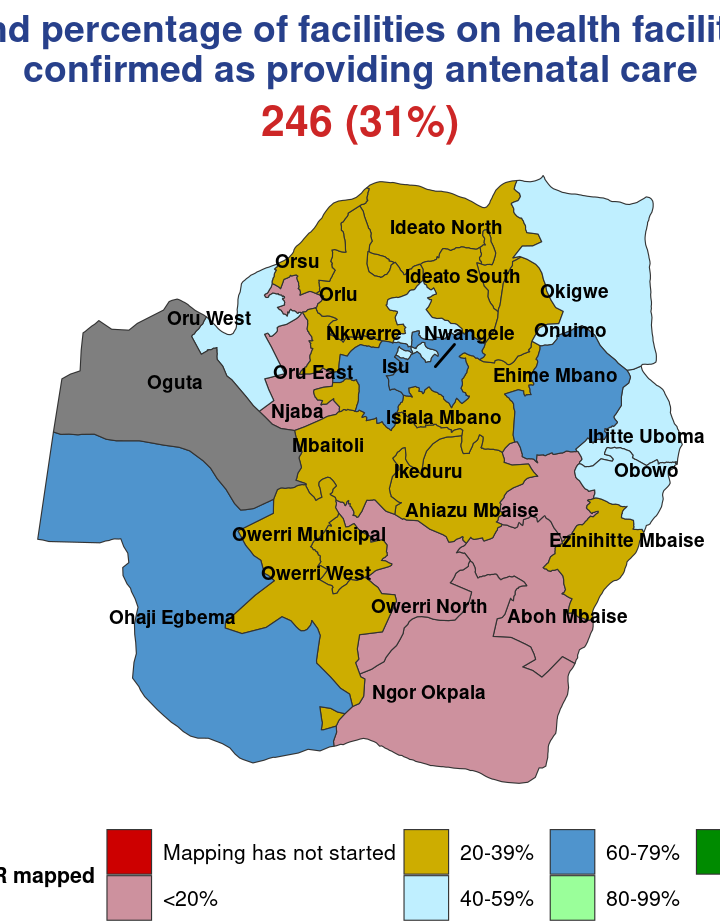 percentage of facilities on health
confirmed as providing antenatal care
246 (31%)
Ideato North
Orsu
Ideato South
Orlu
Okigwe
Oru West
Nkwerre
Nwangele
Onuimo
Isu
Oru East
Ehime Mbano
Oguta
Njaba
Isiala Mbano
Ihitte Uboma
Mbaitoli
Ikeduru
Obowo
Ahiazu Mbaise
Owerri Municipal
Ezinihitte Mbaise
Owerri West
Owerri North
Ohaji Egbema
Aboh Mbaise
Ngor Okpala
mapped
Mapping has not started
20-39%
60-79%
<20%
40-59%
80-99%